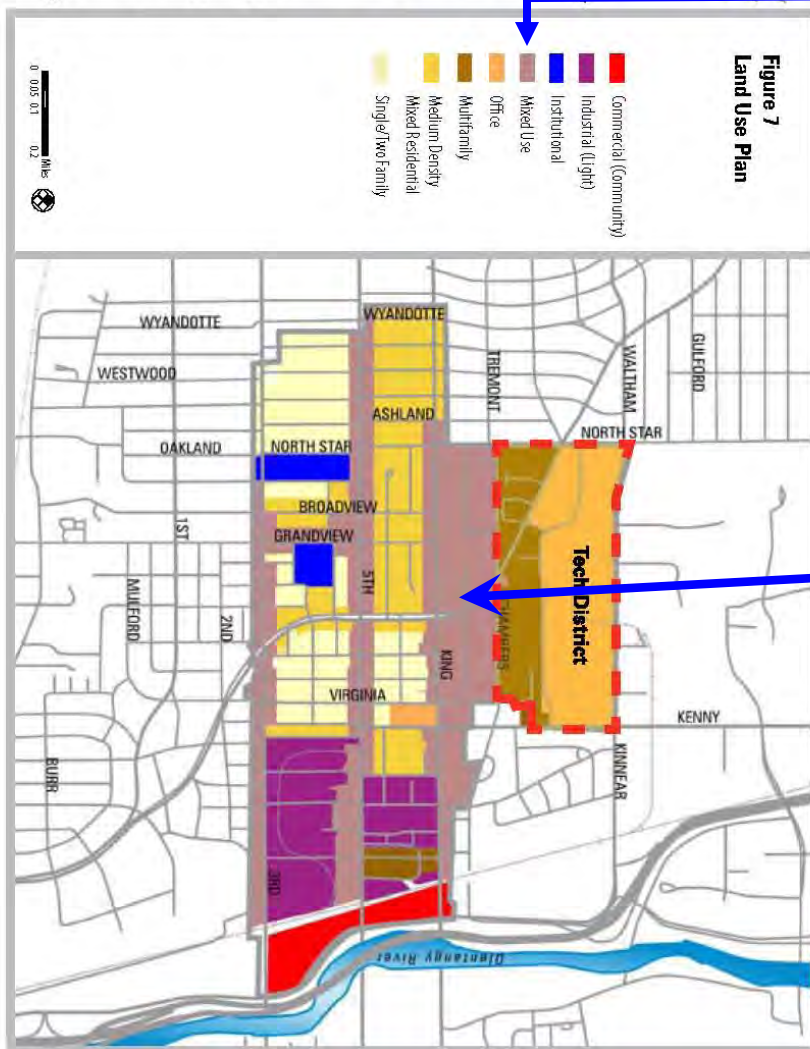 Figure 7
Land Use Plan
Commercial (Community)
Industrial (Light)
Institutional
Mixed Use
Office
Multifamily
Medium Density
Mixed Residential
Single/Two Family
0 0.05 0.1 0.2
Miles
WYANDOTTE
WYANDOTTE
WESTWOOD
TREMONT
WALTHAM
GULFORD
ASHLAND
NORTH STAR
OAKLAND
NORTH STAR
BROADVIEW
1ST
GRANDVIEW
Tech District
5TH
MULFORD
2ND
CHAMBERS
KING
VIRGINIA
KENNY
KINNEAR
BURR
3RD
Olentangy River